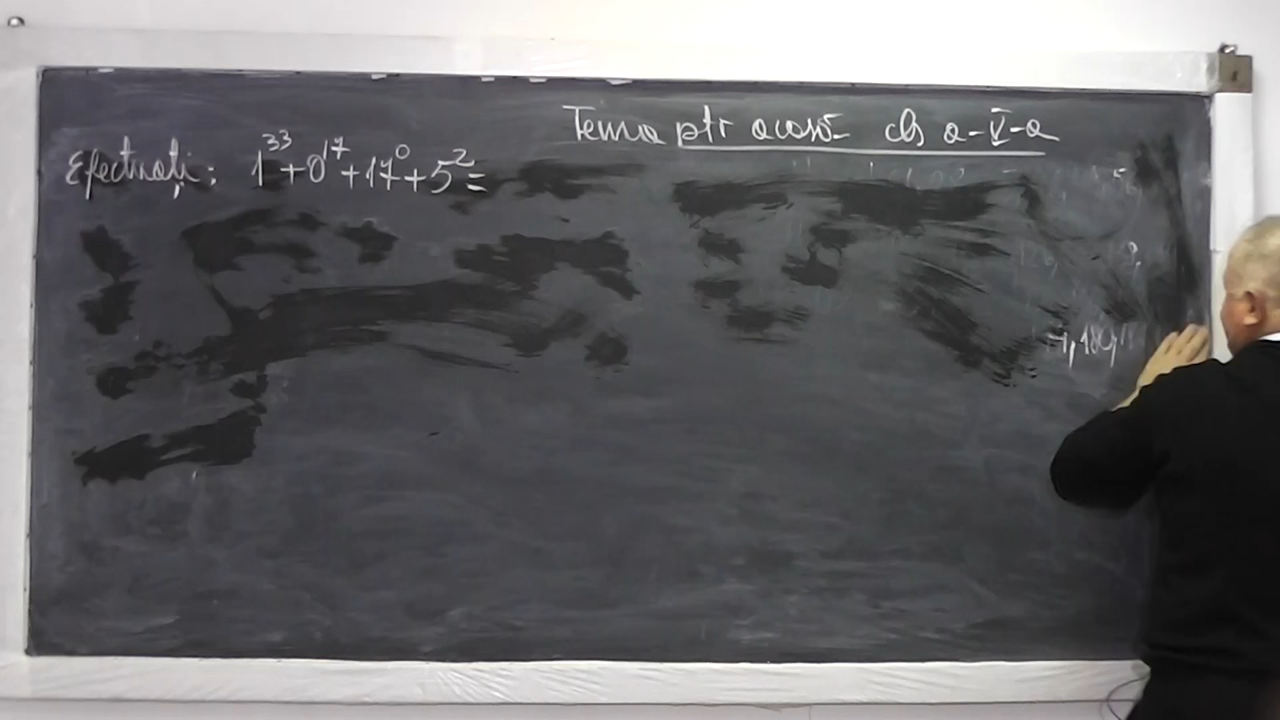 Tema ptr acasă cls a-V-a
Efectuați: 1³³+0¹⁷+17⁰+5²=